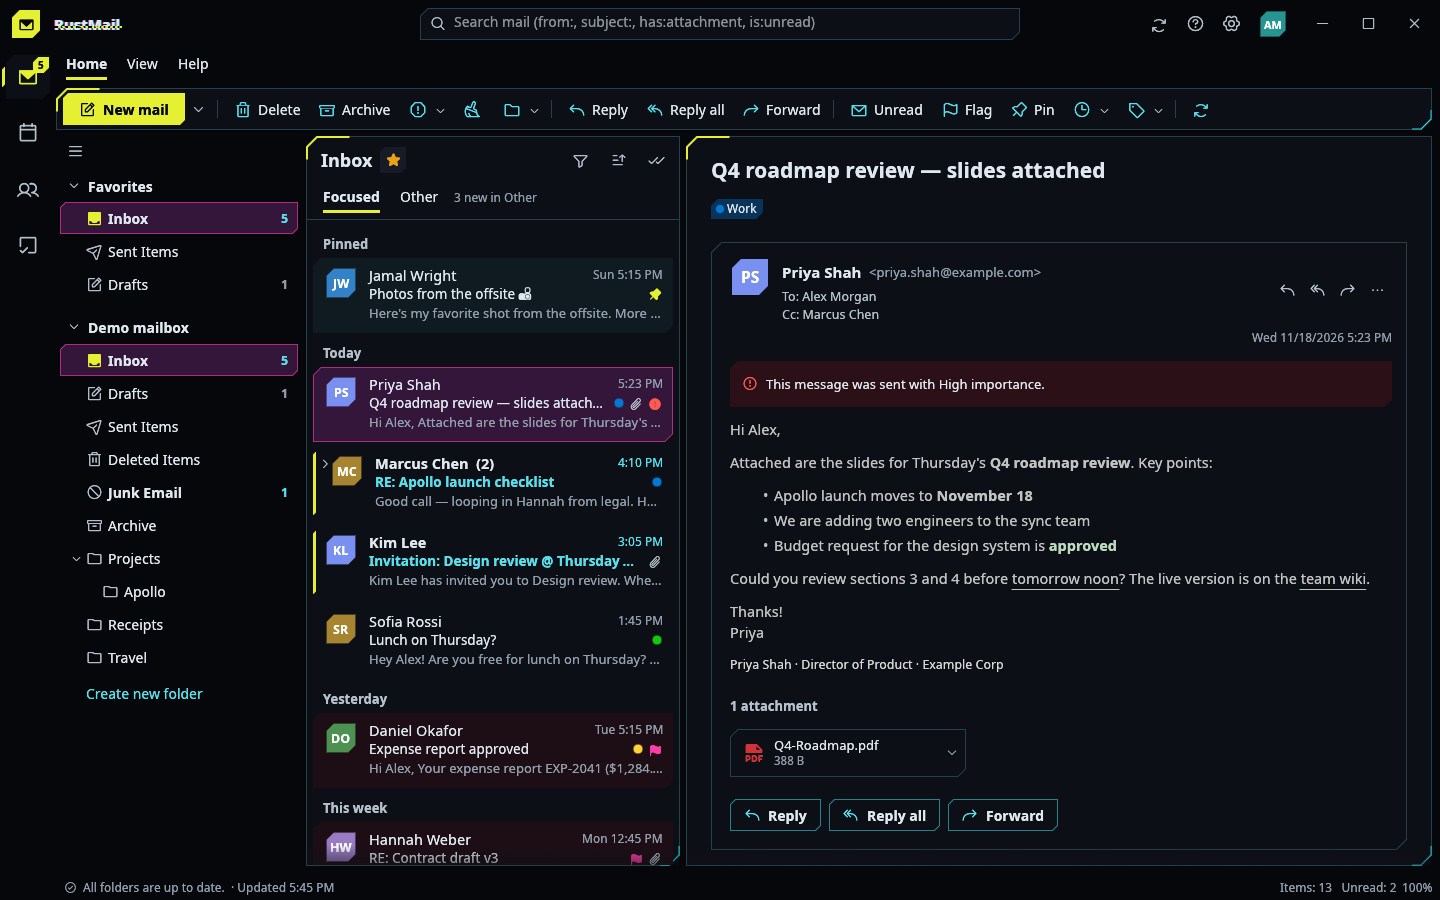 RustMail
Search mail (from:, subject:, has:attachment, is:unread)
AM
5
Home View Help
New mail Delete Archive Reply Reply all Forward Unread Flag Pin
Favorites
Inbox 5
Sent Items
Drafts 1
Demo mailbox
Inbox 5
Drafts 1
Sent Items
Deleted Items
Junk Email 1
Archive
Projects
Apollo
Receipts
Travel
Create new folder
Inbox
Focused Other 3 new in Other
Pinned
JW
Jamal Wright Sun 5:15 PM
Photos from the offsite
Here's my favorite shot from the offsite. More ...
Today
PS
Priya Shah 5:23 PM
Q4 roadmap review — slides attach...
Hi Alex, Attached are the slides for Thursday's ...
MC
Marcus Chen (2) 4:10 PM
RE: Apollo launch checklist
Good call — looping in Hannah from legal. H...
KL
Kim Lee 3:05 PM
Invitation: Design review @ Thursday ...
Kim Lee has invited you to Design review. Whe...
SR
Sofia Rossi 1:45 PM
Lunch on Thursday?
Hey Alex! Are you free for lunch on Thursday? ...
Yesterday
DO
Daniel Okafor Tue 5:15 PM
Expense report approved
Hi Alex, Your expense report EXP-2041 ($1,284....
This week
HW
Hannah Weber Mon 12:45 PM
RE: Contract draft v3
Q4 roadmap review — slides attached
Work
PS
Priya Shah <priya.shah@example.com>
To: Alex Morgan
Cc: Marcus Chen
Wed 11/18/2026 5:23 PM
This message was sent with High importance.
Hi Alex,
Attached are the slides for Thursday's Q4 roadmap review. Key points:
• Apollo launch moves to November 18
• We are adding two engineers to the sync team
• Budget request for the design system is approved
Could you review sections 3 and 4 before tomorrow noon? The live version is on the team wiki.
Thanks!
Priya
Priya Shah · Director of Product · Example Corp
1 attachment
PDF
Q4-Roadmap.pdf
388 B
Reply Reply all Forward
All folders are up to date. · Updated 5:45 PM
Items: 13 Unread: 2 100%